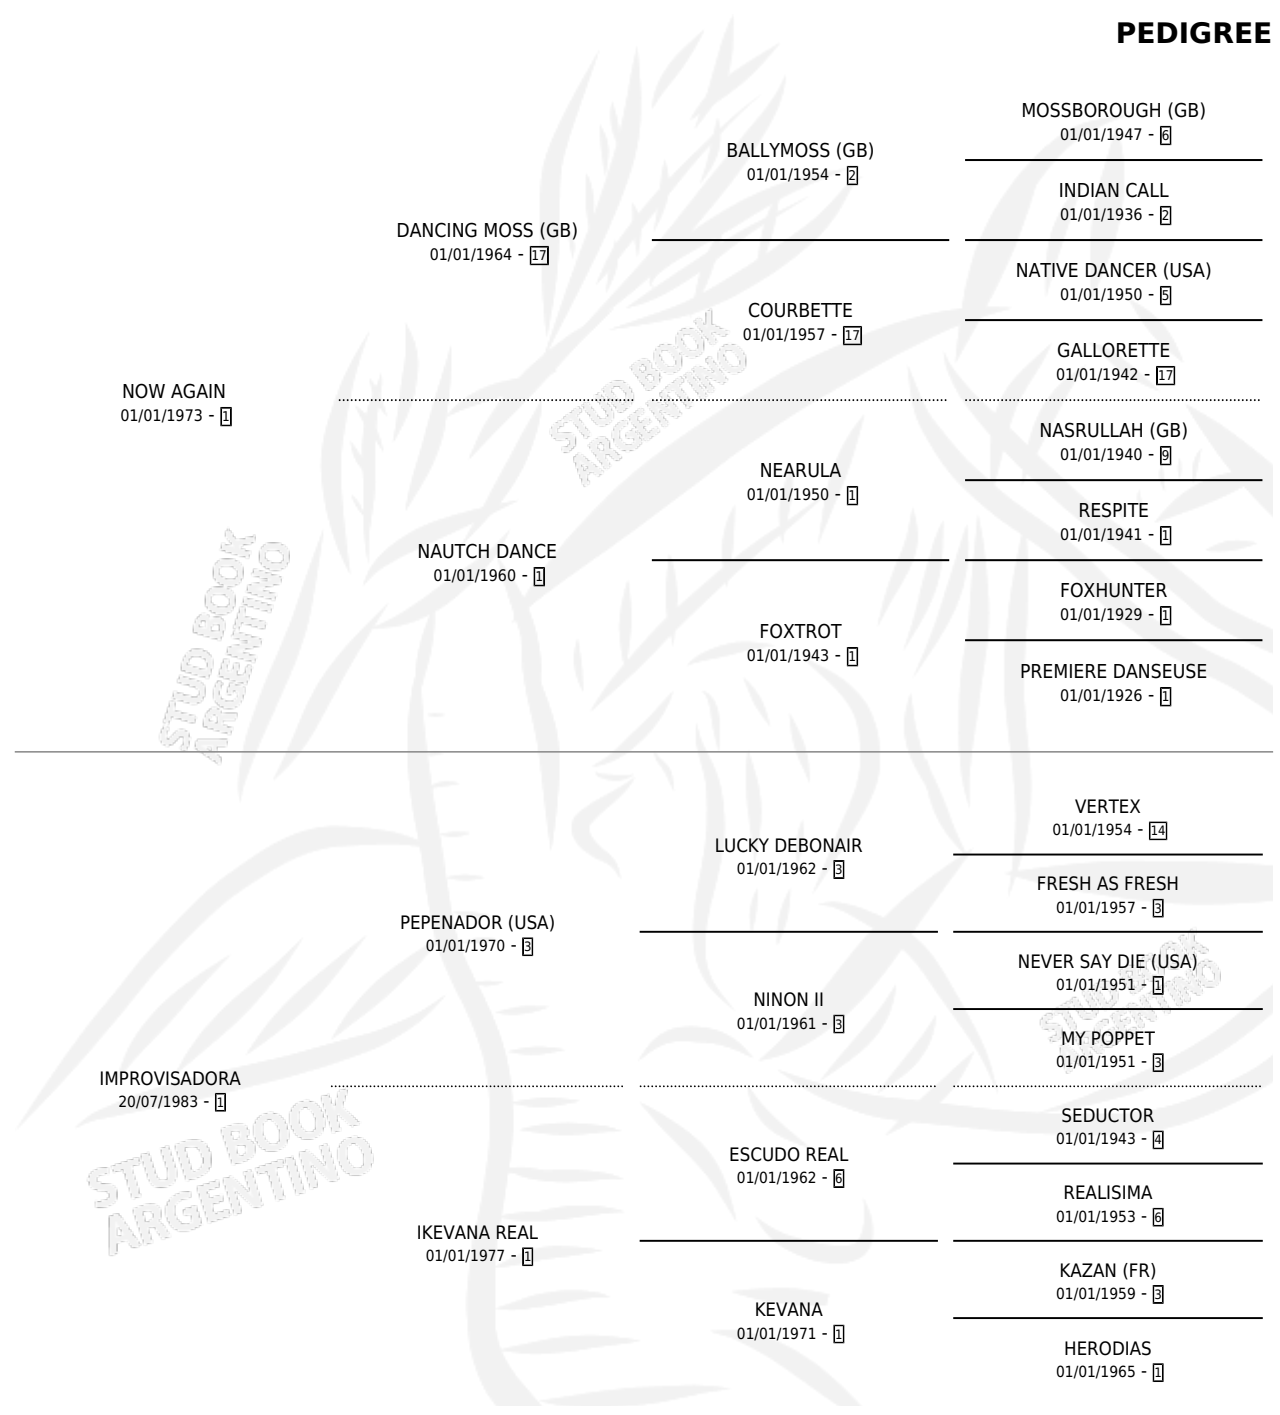 PEDIGREE
MOSSBOROUGH (GB)
01/01/1947 - 6
BALLYMOSS (GB)
01/01/1954 - 2
INDIAN CALL
01/01/1936 - 2
DANCING MOSS (GB)
01/01/1964 - 17
NATIVE DANCER (USA)
01/01/1950 - 5
COURBETTE
01/01/1957 - 17
GALLORETTE
01/01/1942 - 17
NOW AGAIN
01/01/1973 - 1
NASRULLAH (GB)
01/01/1940 - 9
NEARULA
01/01/1950 - 1
RESPITE
01/01/1941 - 1
NAUTCH DANCE
01/01/1960 - 1
FOXHUNTER
01/01/1929 - 1
FOXTROT
01/01/1943 - 1
PREMIERE DANSEUSE
01/01/1926 - 1
VERTEX
01/01/1954 - 14
LUCKY DEBONAIR
01/01/1962 - 3
FRESH AS FRESH
01/01/1957 - 3
PEPENADOR (USA)
01/01/1970 - 3
NEVER SAY DIE (USA)
01/01/1951 - 1
NINON II
01/01/1961 - 3
MY POPPET
01/01/1951 - 3
IMPROVISADORA
20/07/1983 - 1
SEDUCTOR
01/01/1943 - 4
ESCUDO REAL
01/01/1962 - 6
REALISIMA
01/01/1953 - 6
IKEVANA REAL
01/01/1977 - 1
KAZAN (FR)
01/01/1959 - 3
KEVANA
01/01/1971 - 1
HERODIAS
01/01/1965 - 1
STUD BOOK
ARGENTINO
STUD BOOK
ARGENTINO
STUD BOOK
ARGENTINO
STUD BOOK
ARGENTINO